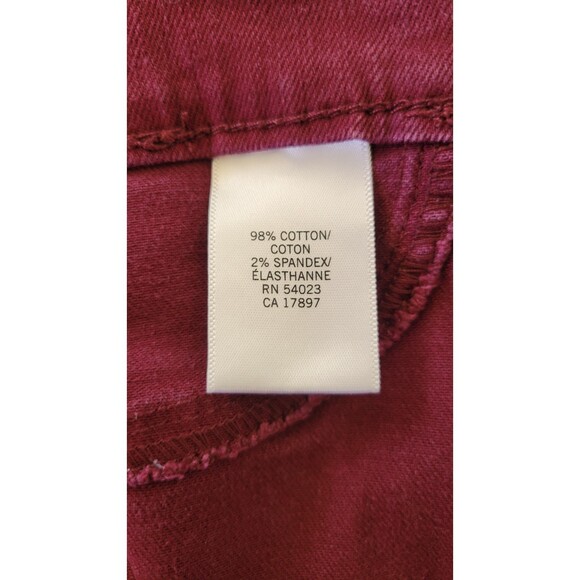 98% COTTON/
COTON
2% SPANDEX/
ÉLASTHANNE
RN 54023
CA 17897